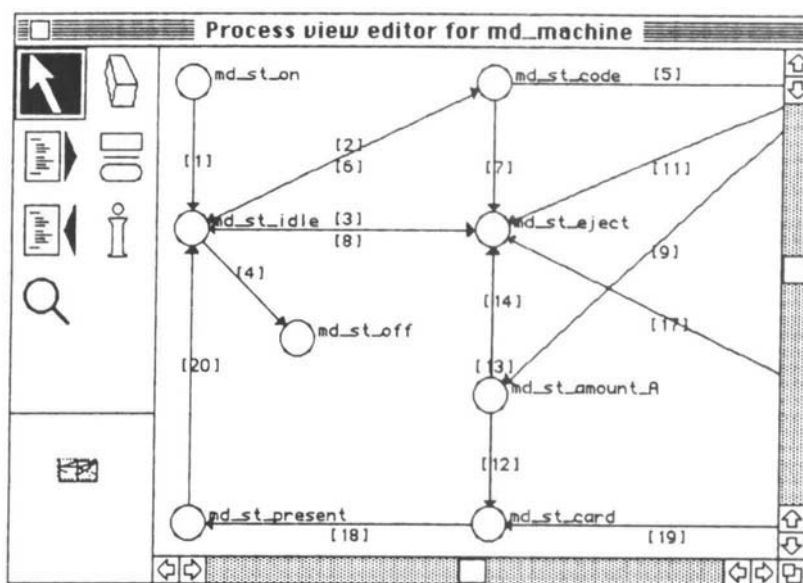 Process view editor for md_machine
md_st_on
md_st_code
[5]
[2]
[1]
[6]
[7]
[11]
md_st_idle
[3]
md_st_eject
[8]
[9]
[4]
[14]
md_st_off
[17]
[20]
[13]
md_st_amount_A
[12]
md_st_present
md_st_card
[18]
[19]